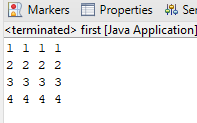 Markers Properties Ser
<terminated> first [Java Application]
1 1 1 1
2 2 2 2
3 3 3 3
4 4 4 4